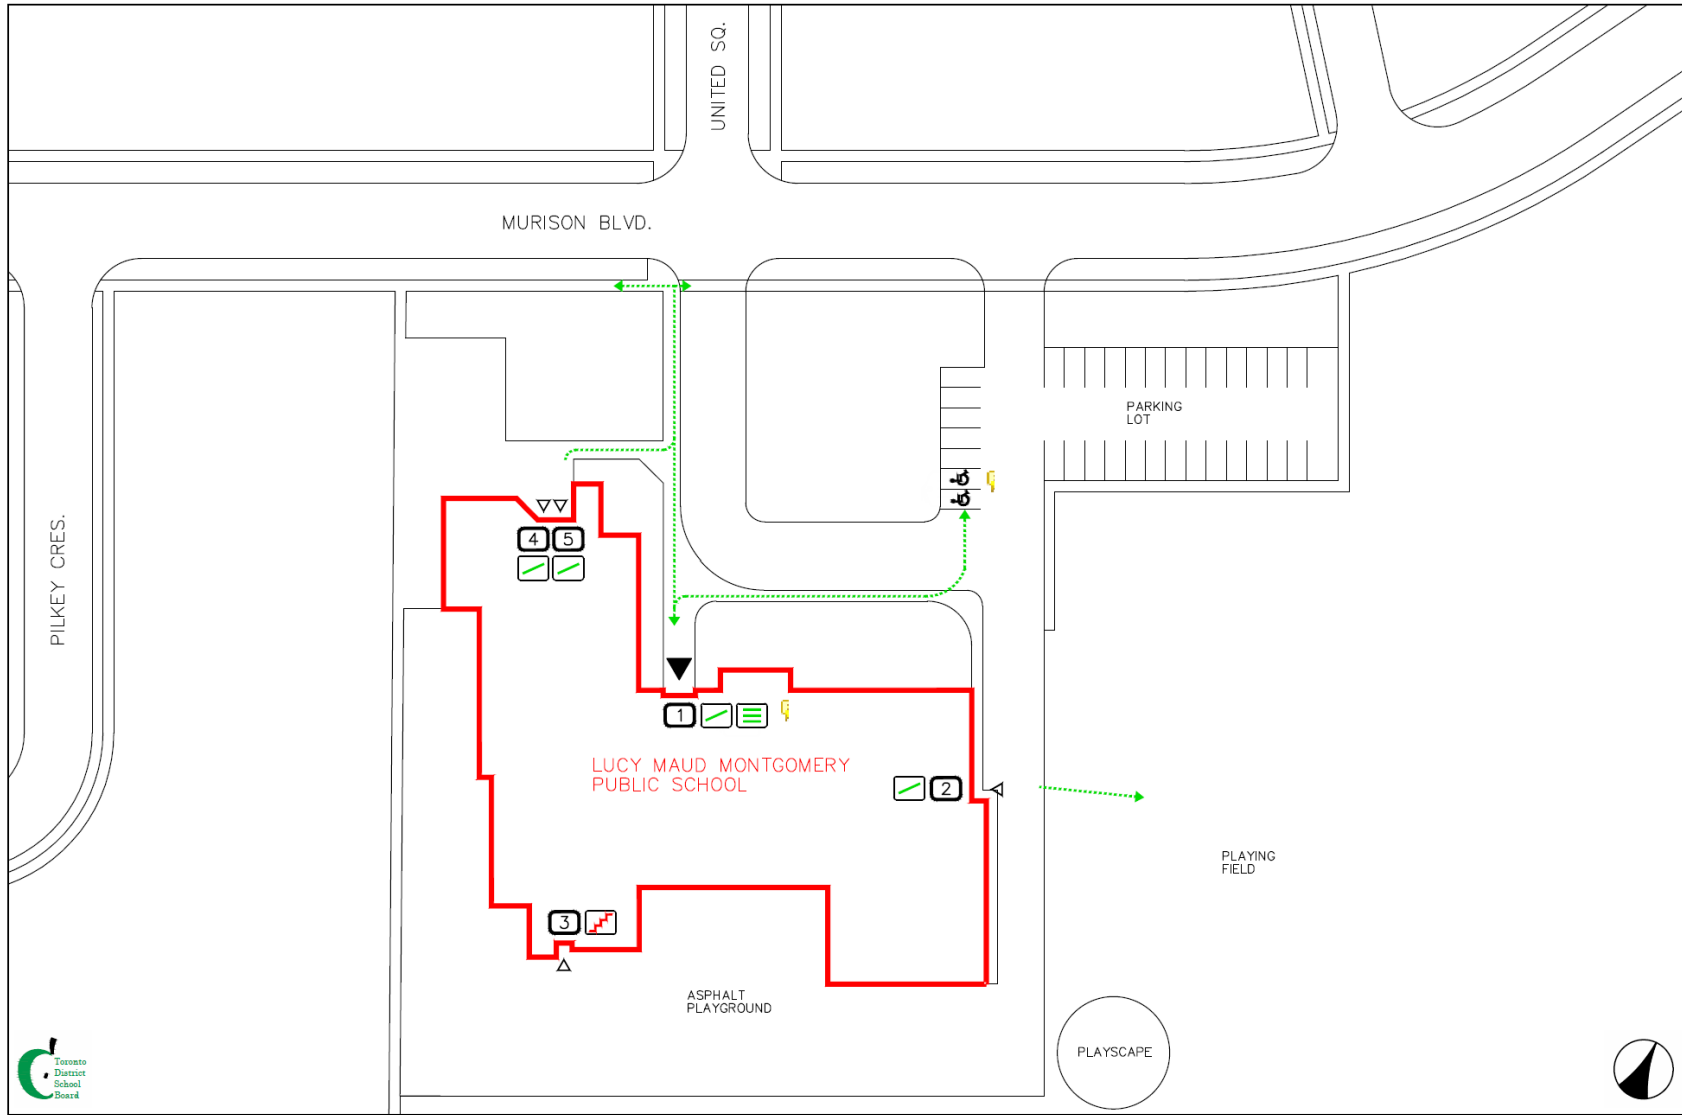 UNITED SQ.
MURISON BLVD.
PARKING
LOT
PILKEY CRES.
4 5
1
LUCY MAUD MONTGOMERY
PUBLIC SCHOOL
2
PLAYING
FIELD
3
ASPHALT
PLAYGROUND
PLAYSCAPE
Toronto
District
School
Board